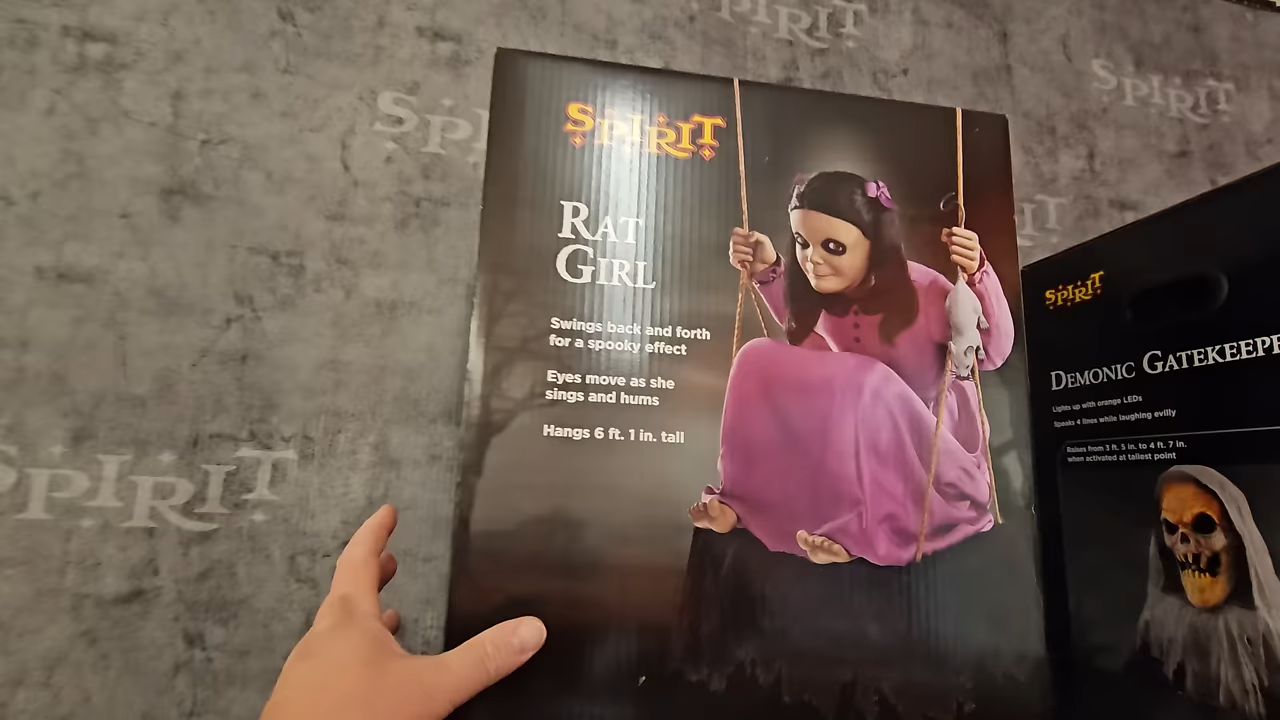 SPIRIT
SPIRIT
SPIRIT
RAT
GIRL
Swings back and forth
for a spooky effect
Eyes move as she
sings and hums
Hangs 6 ft. 1 in. tall
SPIRIT
SPIRIT
DEMONIC
Lights up with orange LEDs
Speaks 4 lines while laughing evilly
Raises from 3 ft. 5 in. to 4 ft. 7 in.
when activated at tallest point